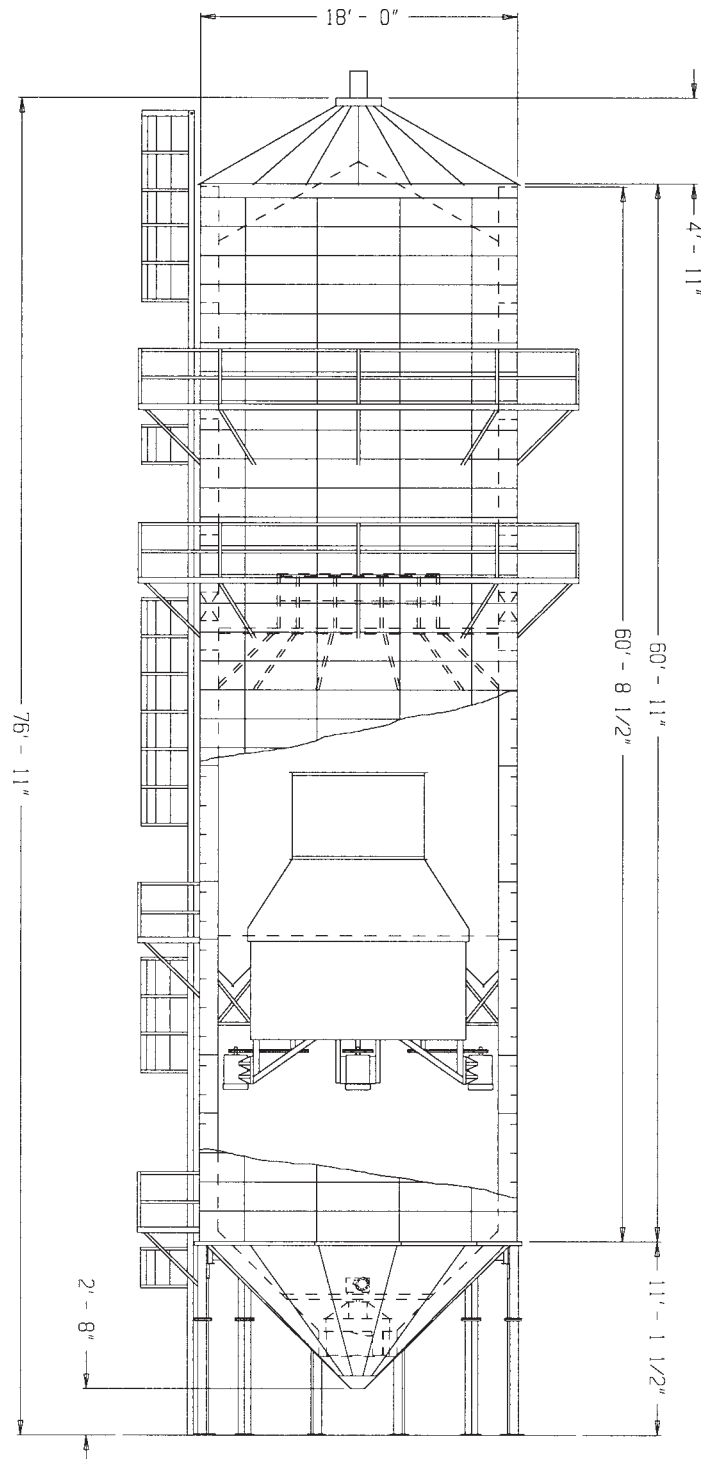 18' - 0"
4' - 11"
60' - 8 1/2"
60' - 11"
76' - 11"
2' - 8"
11' - 1 1/2"